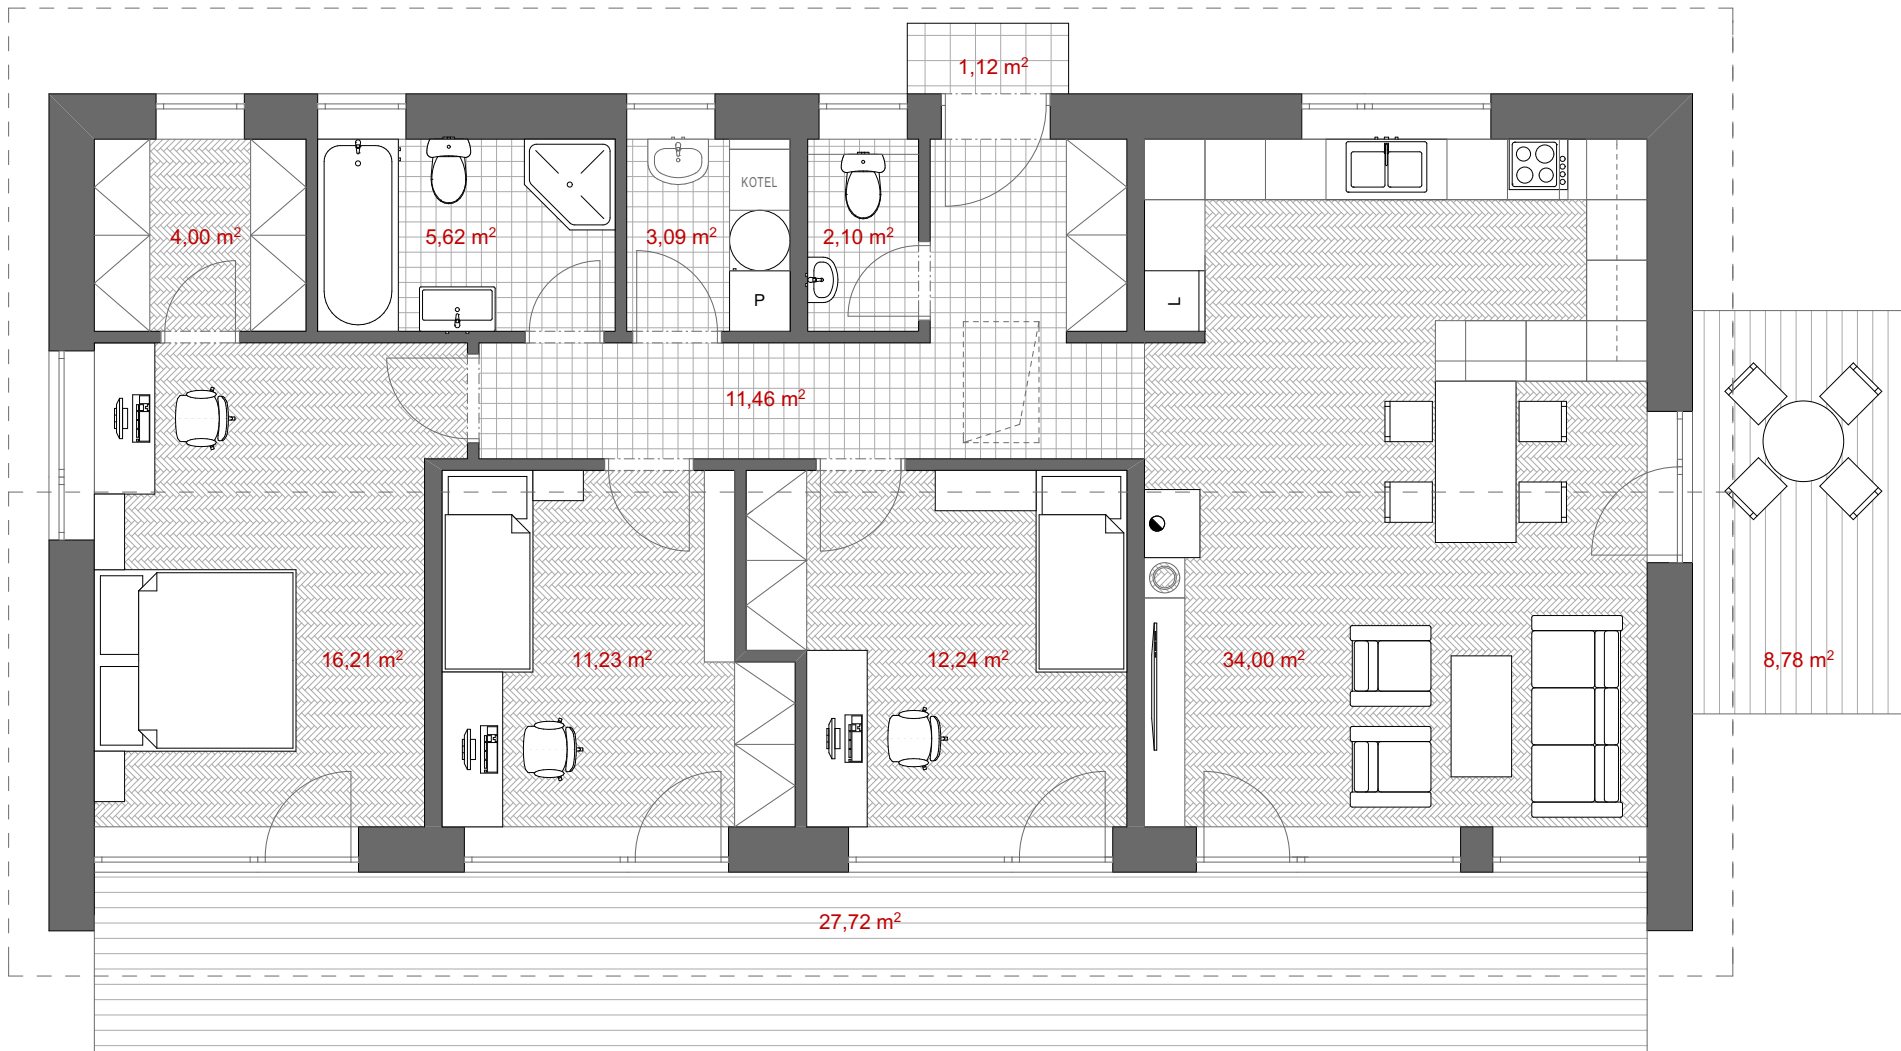 1,12 m²
KOTEL
4,00 m²
5,62 m²
3,09 m²
2,10 m²
P
L
11,46 m²
16,21 m²
11,23 m²
12,24 m²
34,00 m²
8,78 m²
27,72 m²